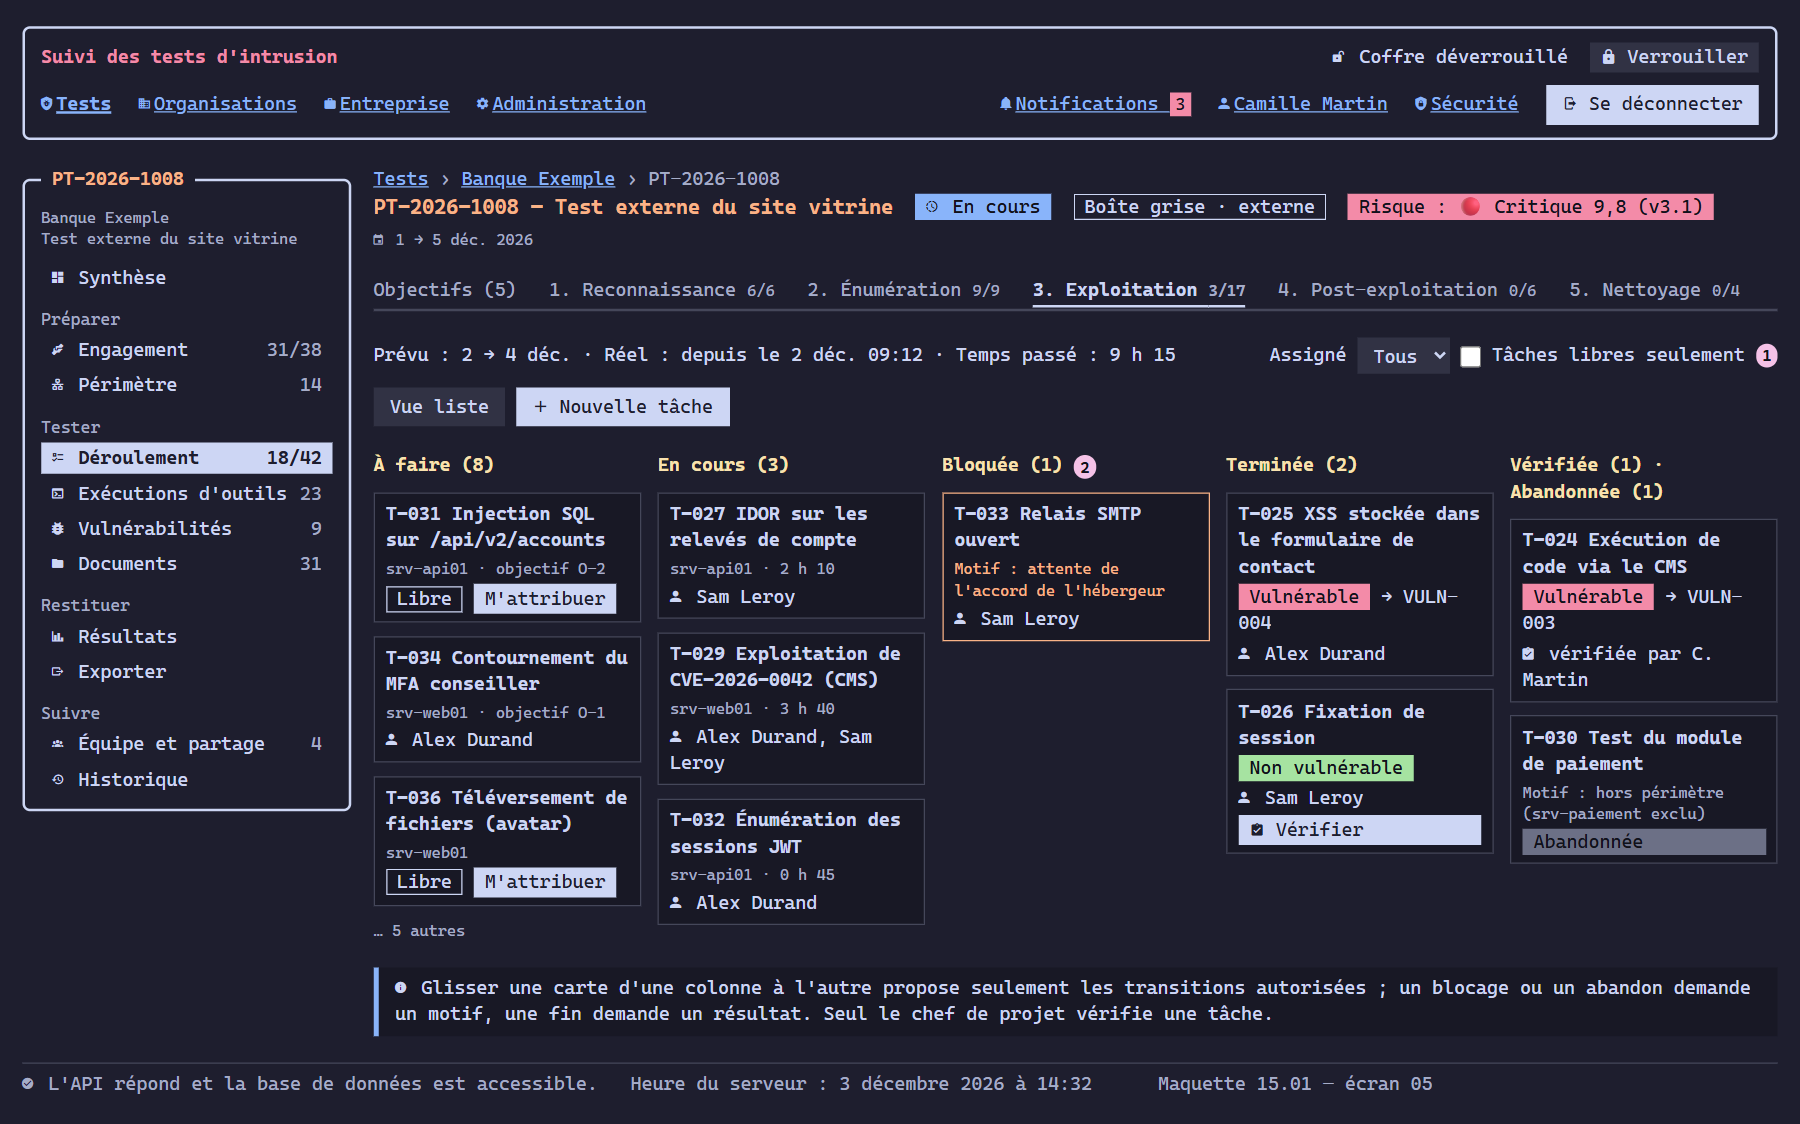 Suivi des tests d'intrusion
Coffre déverrouillé
Verrouiller
Tests
Organisations
Entreprise
Administration
Notifications 3
Camille Martin
Sécurité
Se déconnecter
PT-2026-1008
Banque Exemple
Test externe du site vitrine
Synthèse
Préparer
Engagement 31/38
Périmètre 14
Tester
Déroulement 18/42
Exécutions d'outils 23
Vulnérabilités 9
Documents 31
Restituer
Résultats
Exporter
Suivre
Équipe et partage 4
Historique
Tests › Banque Exemple › PT-2026-1008
PT-2026-1008 — Test externe du site vitrine
En cours
Boîte grise · externe
Risque : Critique 9,8 (v3.1)
1 → 5 déc. 2026
Objectifs (5)
1. Reconnaissance 6/6
2. Énumération 9/9
3. Exploitation 3/17
4. Post-exploitation 0/6
5. Nettoyage 0/4
Prévu : 2 → 4 déc. · Réel : depuis le 2 déc. 09:12 · Temps passé : 9 h 15
Assigné
Tous
Tâches libres seulement 1
Vue liste
+ Nouvelle tâche
À faire (8)
T-031 Injection SQL
sur /api/v2/accounts
srv-api01 · objectif O-2
Libre
M'attribuer
T-034 Contournement du
MFA conseiller
srv-web01 · objectif O-1
Alex Durand
T-036 Téléversement de
fichiers (avatar)
srv-web01
Libre
M'attribuer
… 5 autres
En cours (3)
T-027 IDOR sur les
relevés de compte
srv-api01 · 2 h 10
Sam Leroy
T-029 Exploitation de
CVE-2026-0042 (CMS)
srv-web01 · 3 h 40
Alex Durand, Sam
Leroy
T-032 Énumération des
sessions JWT
srv-api01 · 0 h 45
Alex Durand
Bloquée (1) 2
T-033 Relais SMTP
ouvert
Motif : attente de
l'accord de l'hébergeur
Sam Leroy
Terminée (2)
T-025 XSS stockée dans
le formulaire de
contact
Vulnérable → VULN-
004
Alex Durand
T-026 Fixation de
session
Non vulnérable
Sam Leroy
Vérifier
Vérifiée (1) ·
Abandonnée (1)
T-024 Exécution de
code via le CMS
Vulnérable → VULN-
003
vérifiée par C.
Martin
T-030 Test du module
de paiement
Motif : hors périmètre
(srv-paiement exclu)
Abandonnée
Glisser une carte d'une colonne à l'autre propose seulement les transitions autorisées ; un blocage ou un abandon demande
un motif, une fin demande un résultat. Seul le chef de projet vérifie une tâche.
L'API répond et la base de données est accessible.
Heure du serveur : 3 décembre 2026 à 14:32
Maquette 15.01 — écran 05